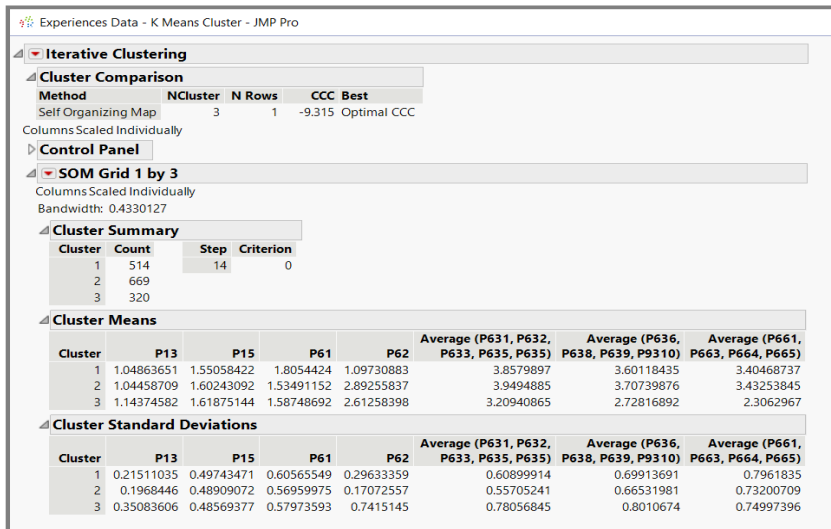 Experiences Data - K Means Cluster - JMP Pro
Iterative Clustering
Cluster Comparison
Method NCluster N Rows CCC Best
Self Organizing Map 3 1 -9.315 Optimal CCC
Columns Scaled Individually
Control Panel
SOM Grid 1 by 3
Columns Scaled Individually
Bandwidth: 0.4330127
Cluster Summary
Cluster Count Step Criterion
1 514 14 0
2 669
3 320
Cluster Means
Average (P631, P632, Average (P636, Average (P661,
Cluster P13 P15 P61 P62 P633, P635, P635) P638, P639, P9310) P663, P664, P665)
1 1.04863651 1.55058422 1.8054424 1.09730883 3.8579897 3.60118435 3.40468737
2 1.04458709 1.60243092 1.53491152 2.89255837 3.9494885 3.70739876 3.43253845
3 1.14374582 1.61875144 1.58748692 2.61258398 3.20940865 2.72816892 2.3062967
Cluster Standard Deviations
Average (P631, P632, Average (P636, Average (P661,
Cluster P13 P15 P61 P62 P633, P635, P635) P638, P639, P9310) P663, P664, P665)
1 0.21511035 0.49743471 0.60565549 0.29633359 0.60899914 0.69913691 0.7961835
2 0.1968446 0.48909072 0.56959975 0.17072557 0.55705241 0.66531981 0.73200709
3 0.35083606 0.48569377 0.57973593 0.7415145 0.78056845 0.8010674 0.74997396